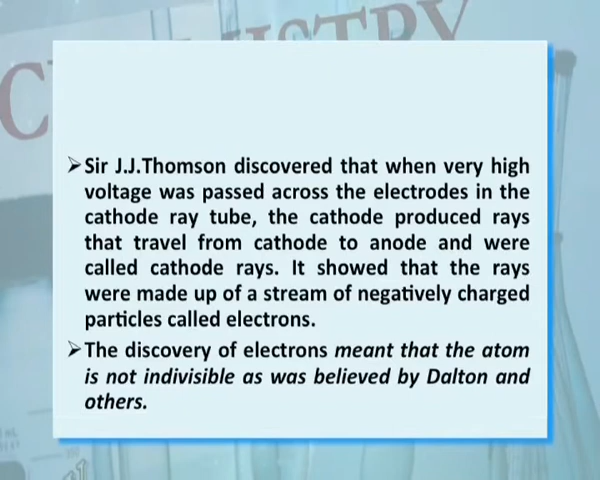 CHEMISTRY
➢Sir J.J.Thomson discovered that when very high
voltage was passed across the electrodes in the
cathode ray tube, the cathode produced rays
that travel from cathode to anode and were
called cathode rays. It showed that the rays
were made up of a stream of negatively charged
particles called electrons.
➢The discovery of electrons meant that the atom
is not indivisible as was believed by Dalton and
others.